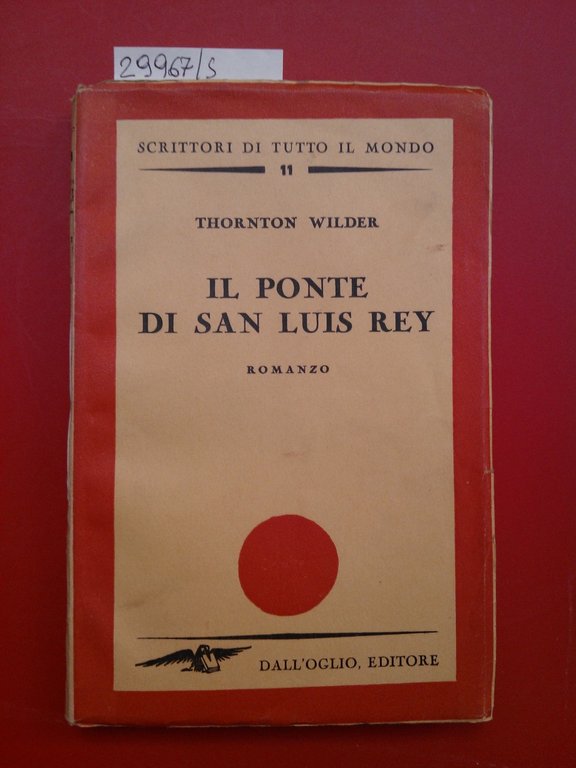 29967/S
SCRITTORI DI TUTTO IL MONDO
11
THORNTON WILDER
IL PONTE
DI SAN LUIS REY
ROMANZO
DALL'OGLIO, EDITORE